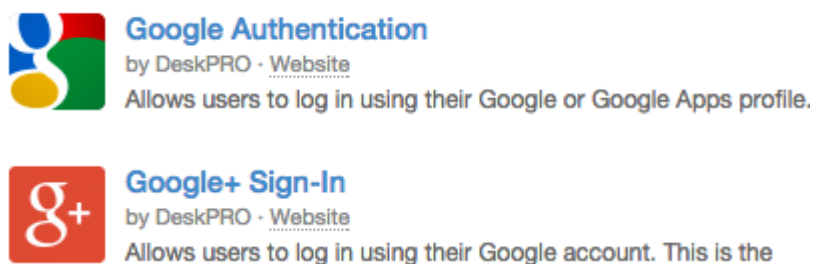 Google Authentication
by DeskPRO · Website
Allows users to log in using their Google or Google Apps profile.
g+
Google+ Sign-In
by DeskPRO · Website
Allows users to log in using their Google account. This is the